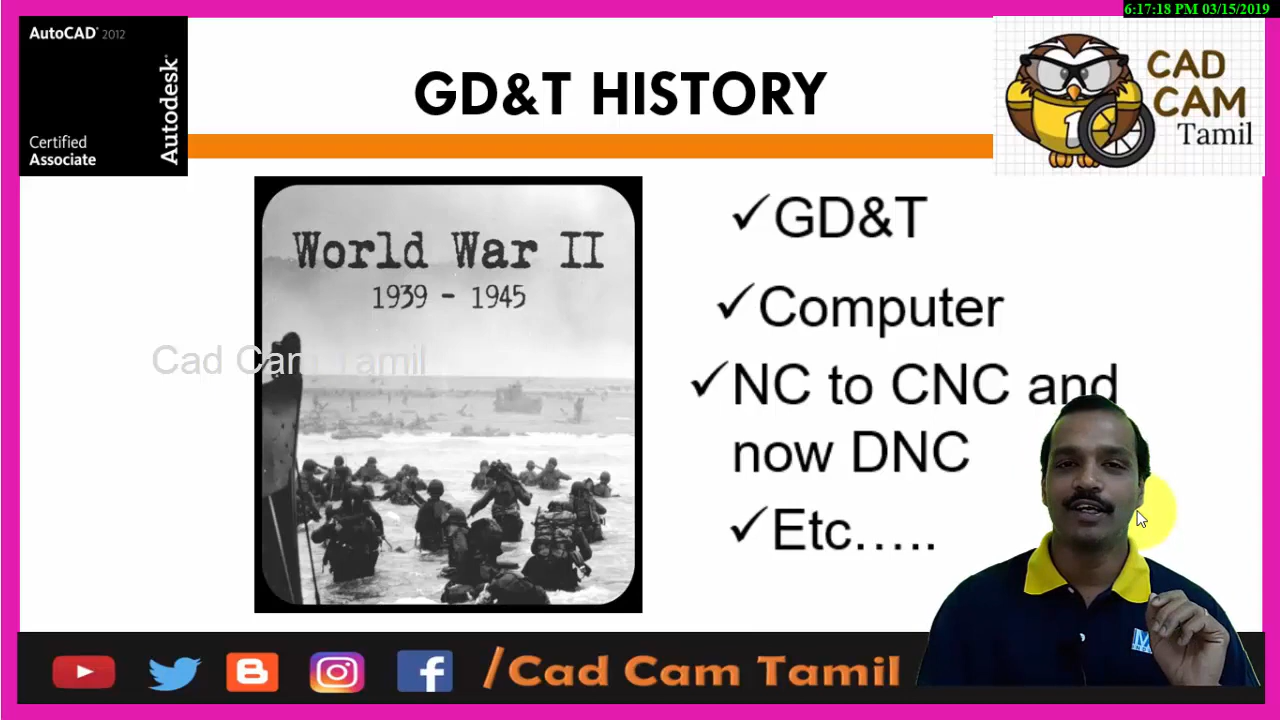 6:17:18 PM 03/15/2019
AutoCAD 2012
Autodesk
Certified
Associate
GD&T HISTORY
CAD
CAM
Tamil
World War II
1939 - 1945
Cad Cam Tamil
✓GD&T
✓Computer
✓NC to CNC and
now DNC
✓Etc…..
/Cad Cam Tamil